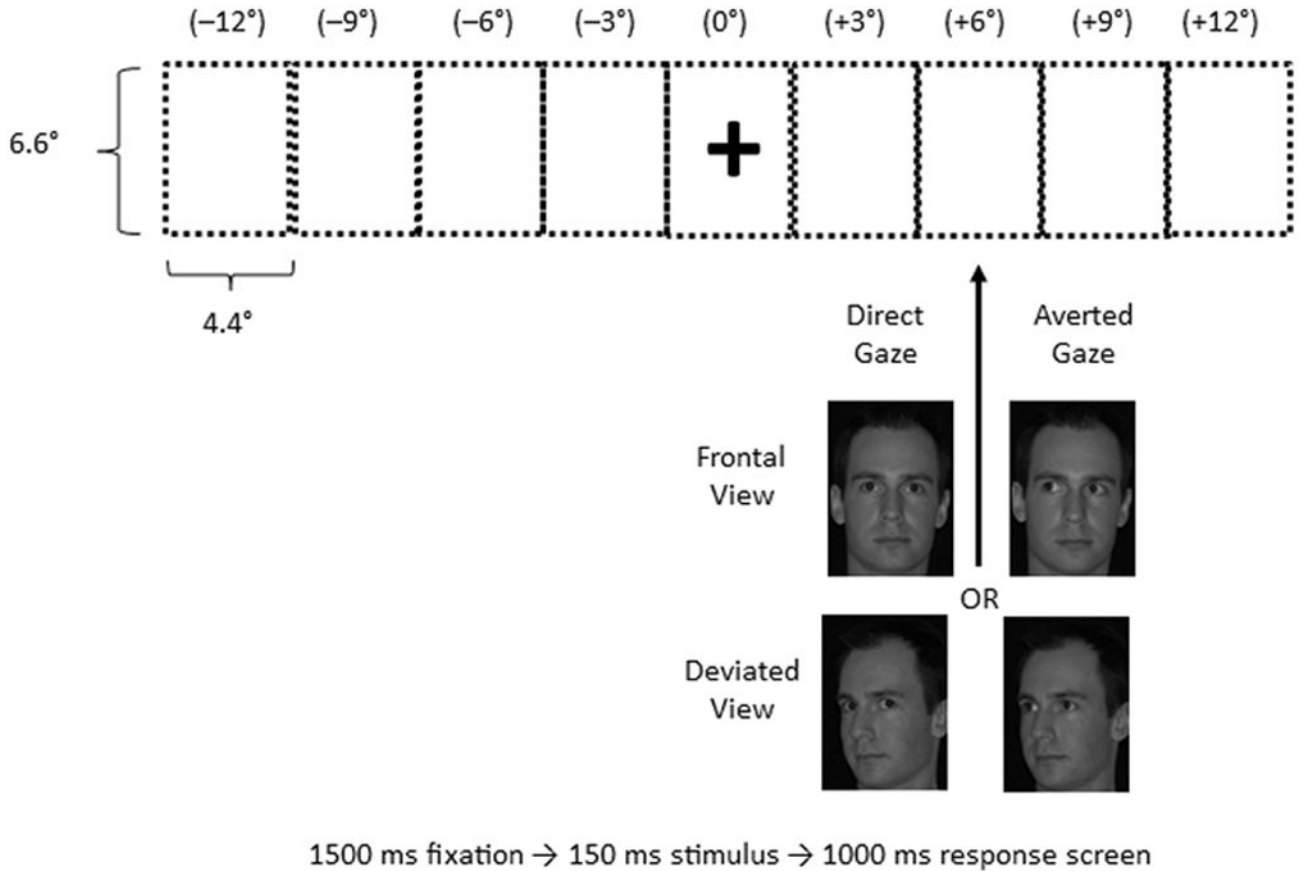 (−12°) (−9°) (−6°) (−3°) (0°) (+3°) (+6°) (+9°) (+12°)
6.6°
4.4°
Direct
Gaze
Averted
Gaze
Frontal
View
OR
Deviated
View
1500 ms fixation → 150 ms stimulus → 1000 ms response screen